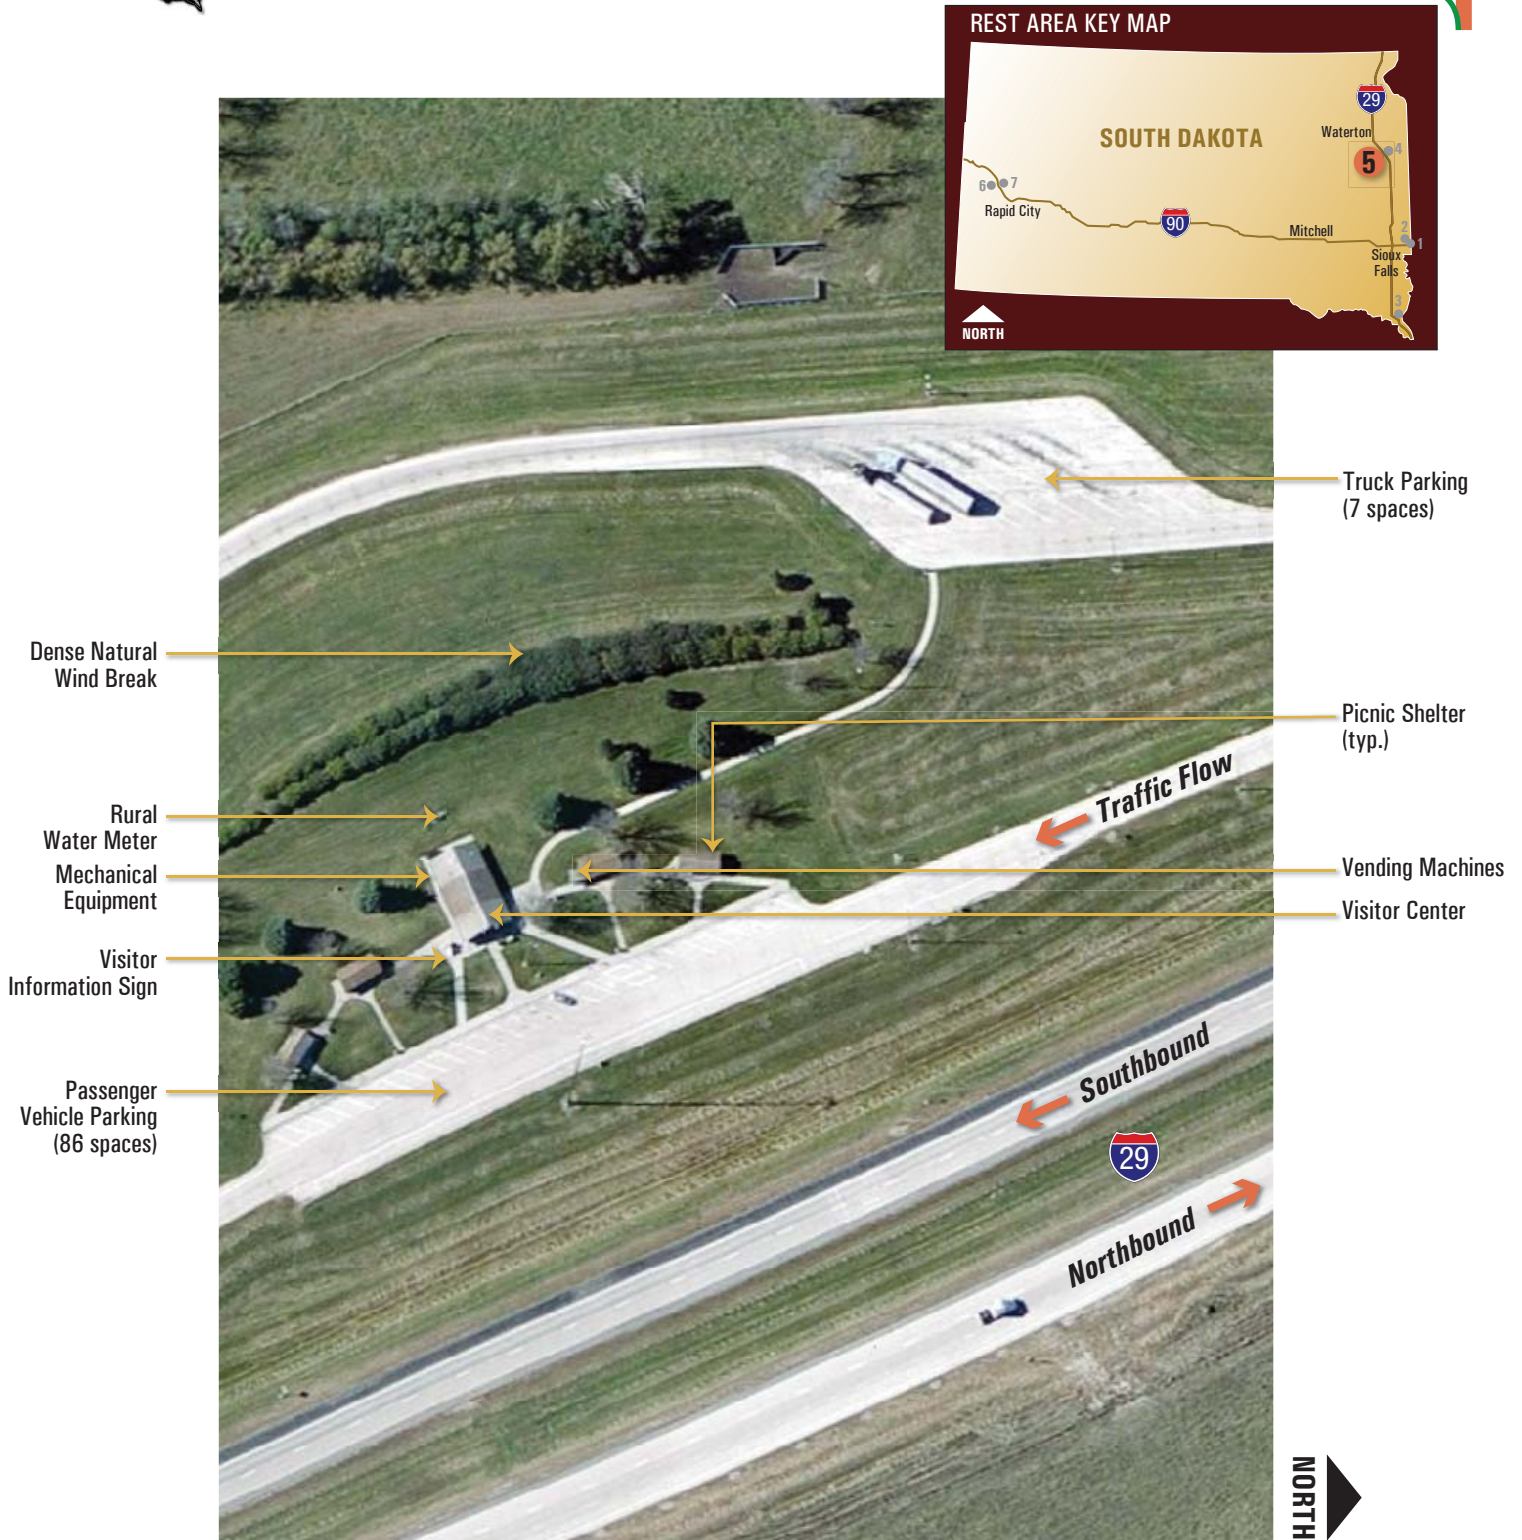 REST AREA KEY MAP
29
SOUTH DAKOTA
Waterton
4
5
6
7
Rapid City
90
Mitchell
2
1
Sioux
Falls
3
NORTH
Truck Parking
(7 spaces)
Dense Natural
Wind Break
Picnic Shelter
(typ.)
Traffic Flow
Rural
Water Meter
Mechanical
Equipment
Vending Machines
Visitor Center
Visitor
Information Sign
Southbound
Passenger
Vehicle Parking
(86 spaces)
29
Northbound
NORTH